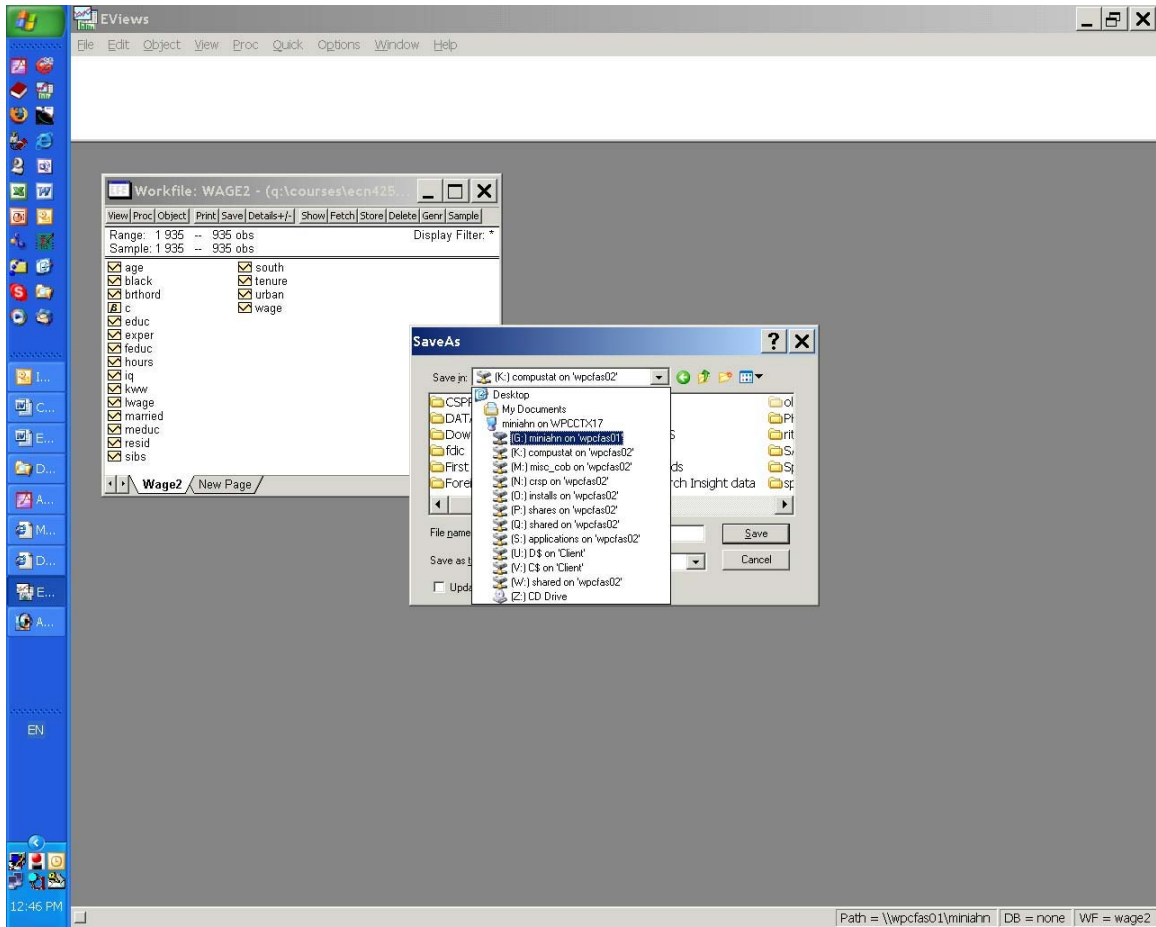 EViews
File Edit Object View Proc Quick Options Window Help
Workfile: WAGE2 - (q:\courses\ecn425...
View Proc Object Print Save Details+/- Show Fetch Store Delete Genr Sample
Range: 1 935 -- 935 obs Display Filter: *
Sample: 1 935 -- 935 obs
age south
black tenure
brthord urban
c wage
educ
exper
feduc
hours
iq
kww
lwage
married
meduc
resid
sibs
Wage2 New Page
SaveAs
Save in: (K:) compustat on 'wpcfas02'
Desktop
My Documents
miniahn on WPCCTX17
(G:) miniahn on 'wpcfas01'
(K:) compustat on 'wpcfas02'
(M:) misc_cob on 'wpcfas02'
(N:) crsp on 'wpcfas02'
(O:) installs on 'wpcfas02'
(P:) shares on 'wpcfas02'
(Q:) shared on 'wpcfas02'
(S:) applications on 'wpcfas02'
(U:) D$ on 'Client'
(V:) C$ on 'Client'
(W:) shared on 'wpcfas02'
(Z:) CD Drive
fdic
First
rch Insight data
File name
Save
Save as t
Cancel
I...
C...
E...
D...
A...
M...
D...
E...
A...
EN
12:46 PM
Path = \\wpcfas01\miniahn DB = none WF = wage2